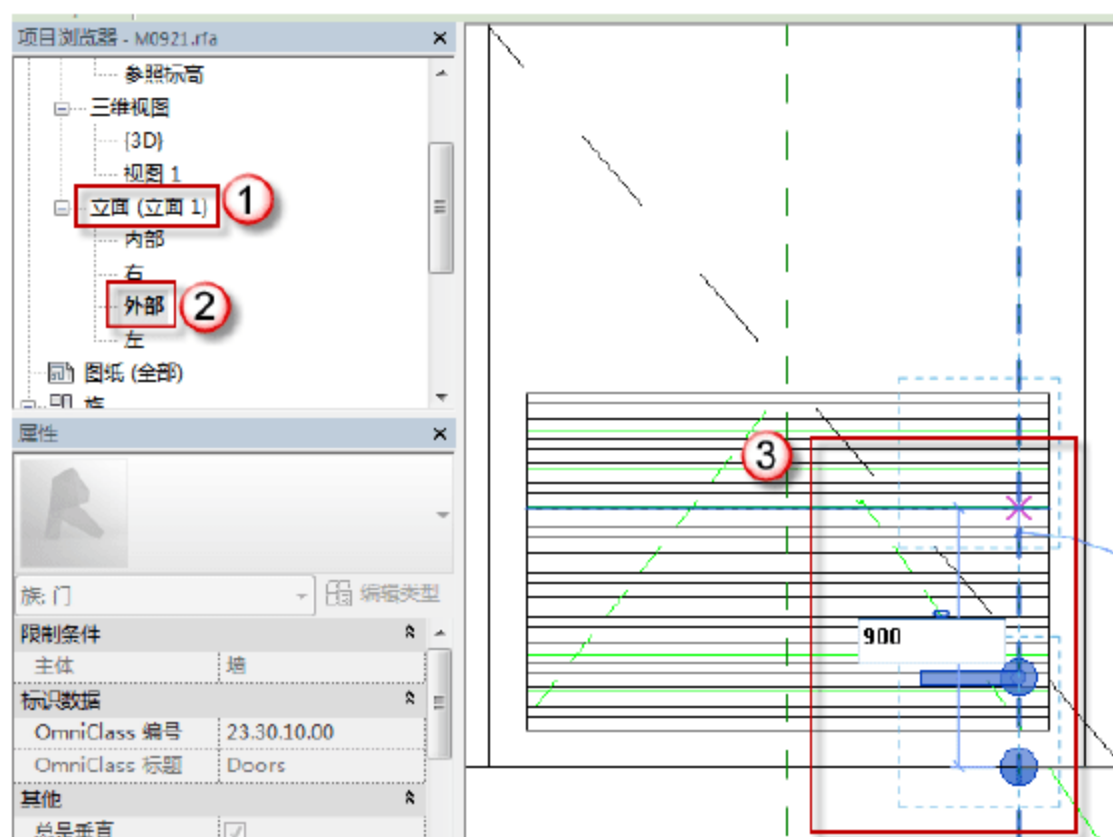 项目浏览器 - M0921.rfa
参照标高
三维视图
{3D}
视图 1
立面 (立面 1)
1
内部
右
外部
2
左
图纸 (全部)
族
属性
族: 门
编辑类型
限制条件
主体
墙
标识数据
OmniClass 编号
23.30.10.00
OmniClass 标题
Doors
其他
总是垂直
3
900